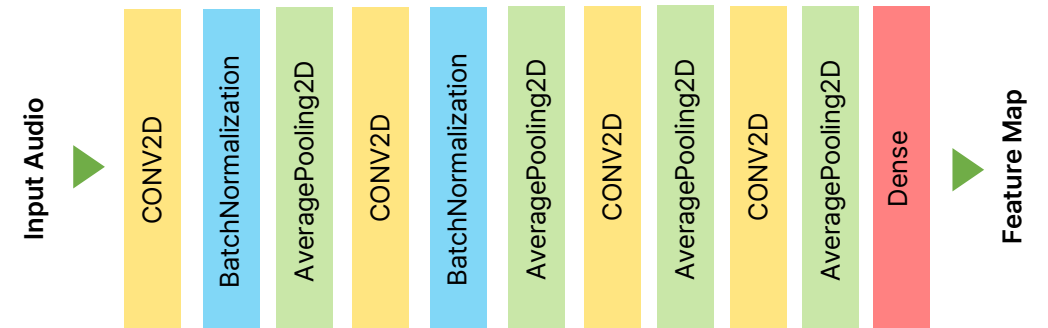 Input Audio
CONV2D
BatchNormalization
AveragePooling2D
CONV2D
BatchNormalization
AveragePooling2D
CONV2D
AveragePooling2D
CONV2D
AveragePooling2D
Dense
Feature Map